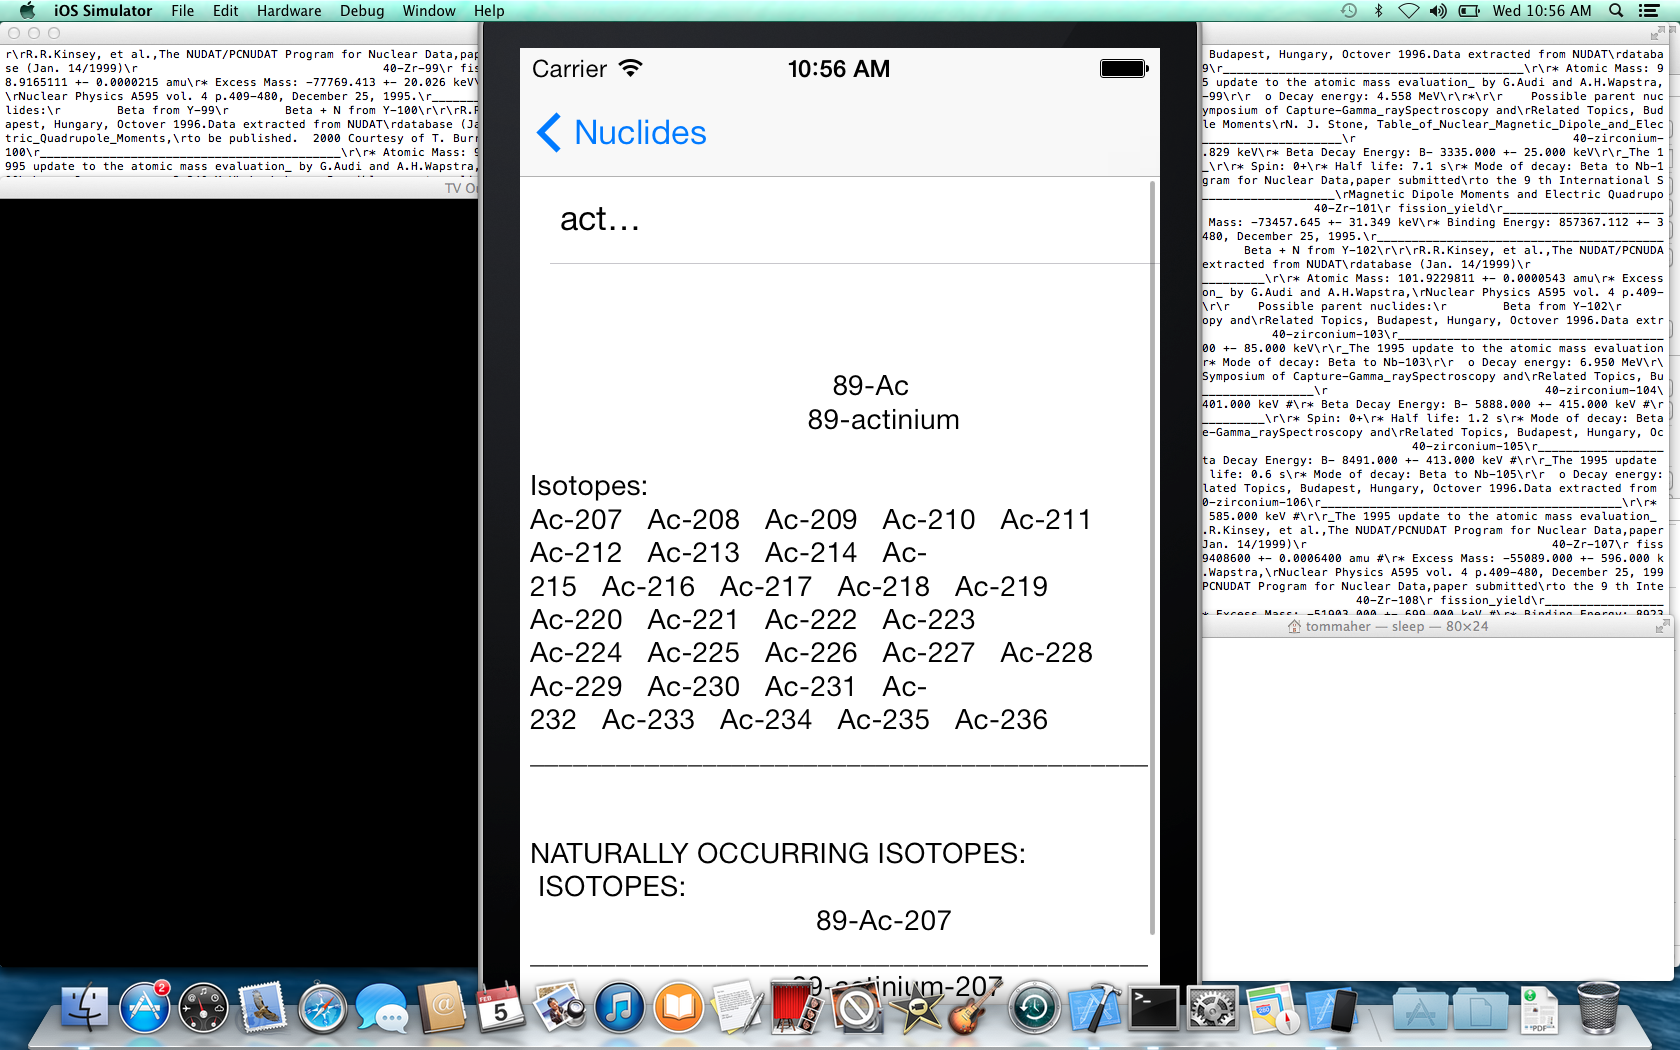 iOS Simulator File Edit Hardware Debug Window Help Wed 10:56 AM
r\rR.R.Kinsey, et al.,The NUDAT/PCNUDAT Program for Nuclear Data,pap
se (Jan. 14/1999)\r 40-Zr-99\r fis
8.9165111 +- 0.0000215 amu\r* Excess Mass: -77769.413 +- 20.026 keV
\rNuclear Physics A595 vol. 4 p.409-480, December 25, 1995.\r
lides:\r Beta from Y-99\r Beta + N from Y-100\r\r\rR.R
apest, Hungary, Octover 1996.Data extracted from NUDAT\rdatabase (Ja
tric_Quadrupole_Moments,\rto be published. 2000 Courtesy of T. Burr
100\r___\r\r* Atomic Mass: 9
995 update to the atomic mass evaluation_ by G.Audi and A.H.Wapstra,
TV O
Carrier 10:56 AM
Nuclides
act...
89-Ac
89-actinium
Isotopes:
Ac-207 Ac-208 Ac-209 Ac-210 Ac-211
Ac-212 Ac-213 Ac-214 Ac-
215 Ac-216 Ac-217 Ac-218 Ac-219
Ac-220 Ac-221 Ac-222 Ac-223
Ac-224 Ac-225 Ac-226 Ac-227 Ac-228
Ac-229 Ac-230 Ac-231 Ac-
232 Ac-233 Ac-234 Ac-235 Ac-236
NATURALLY OCCURRING ISOTOPES:
ISOTOPES:
89-Ac-207
89-actinium-207
Budapest, Hungary, Octover 1996.Data extracted from NUDAT\rdataba
9\r___\r\r* Atomic Mass: 9
5 update to the atomic mass evaluation_ by G.Audi and A.H.Wapstra,
-99\r\r o Decay energy: 4.558 MeV\r\r*\r\r Possible parent nuc
ymposium of Capture-Gamma_raySpectroscopy and\rRelated Topics, Bud
le Moments\rN. J. Stone, Table_of_Nuclear_Magnetic_Dipole_and_Elec
\r 40-zirconium-
.829 keV\r* Beta Decay Energy: B- 3335.000 +- 25.000 keV\r\r_The 1
_\r\r* Spin: 0+\r* Half life: 7.1 s\r* Mode of decay: Beta to Nb-1
gram for Nuclear Data,paper submitted\rto the 9 th International S
___\rMagnetic Dipole Moments and Electric Quadrupo
40-Zr-101\r fission_yield\r___
Mass: -73457.645 +- 31.349 keV\r* Binding Energy: 857367.112 +- 3
480, December 25, 1995.\r___
Beta + N from Y-102\r\r\rR.R.Kinsey, et al.,The NUDAT/PCNUDA
extracted from NUDAT\rdatabase (Jan. 14/1999)\r
___\r\r* Atomic Mass: 101.9229811 +- 0.0000543 amu\r* Excess
on_ by G.Audi and A.H.Wapstra,\rNuclear Physics A595 vol. 4 p.409-
\r\r Possible parent nuclides:\r Beta from Y-102\r
opy and\rRelated Topics, Budapest, Hungary, Octover 1996.Data extr
40-zirconium-103\r___
00 +- 85.000 keV\r\r_The 1995 update to the atomic mass evaluation
r* Mode of decay: Beta to Nb-103\r\r o Decay energy: 6.950 MeV\r\
Symposium of Capture-Gamma_raySpectroscopy and\rRelated Topics, Bu
___\r 40-zirconium-104\
401.000 keV #\r* Beta Decay Energy: B- 5888.000 +- 415.000 keV #\r
___\r\r* Spin: 0+\r* Half life: 1.2 s\r* Mode of decay: Beta
e-Gamma_raySpectroscopy and\rRelated Topics, Budapest, Hungary, Oc
40-zirconium-105\r___
ta Decay Energy: B- 8491.000 +- 413.000 keV #\r\r_The 1995 update
life: 0.6 s\r* Mode of decay: Beta to Nb-105\r\r o Decay energy:
lated Topics, Budapest, Hungary, Octover 1996.Data extracted from
0-zirconium-106\r___\r\r*
585.000 keV #\r\r_The 1995 update to the atomic mass evaluation_
.R.Kinsey, et al.,The NUDAT/PCNUDAT Program for Nuclear Data,paper
Jan. 14/1999)\r 40-Zr-107\r fiss
9408600 +- 0.0006400 amu #\r* Excess Mass: -55089.000 +- 596.000 k
.Wapstra,\rNuclear Physics A595 vol. 4 p.409-480, December 25, 199
PCNUDAT Program for Nuclear Data,paper submitted\rto the 9 th Inte
40-Zr-108\r fission_yield\r___
tommaher — sleep — 80×24
2
FEB
5
PDF